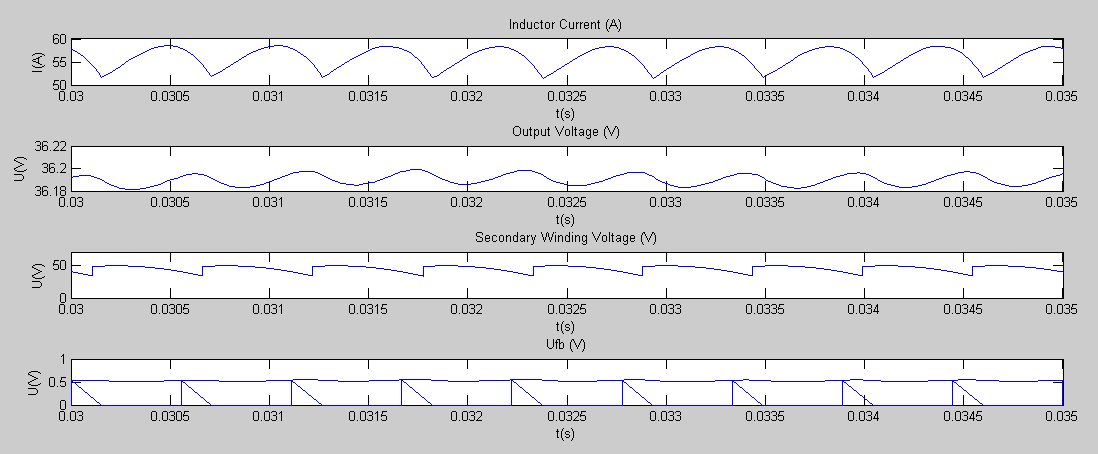 Inductor Current (A)
60
55
50
I(A)
0.03 0.0305 0.031 0.0315 0.032 0.0325 0.033 0.0335 0.034 0.0345 0.035
t(s)
Output Voltage (V)
36.22
36.2
36.18
U(V)
0.03 0.0305 0.031 0.0315 0.032 0.0325 0.033 0.0335 0.034 0.0345 0.035
t(s)
Secondary Winding Voltage (V)
50
0
U(V)
0.03 0.0305 0.031 0.0315 0.032 0.0325 0.033 0.0335 0.034 0.0345 0.035
t(s)
Ufb (V)
1
0.5
0
U(V)
0.03 0.0305 0.031 0.0315 0.032 0.0325 0.033 0.0335 0.034 0.0345 0.035
t(s)